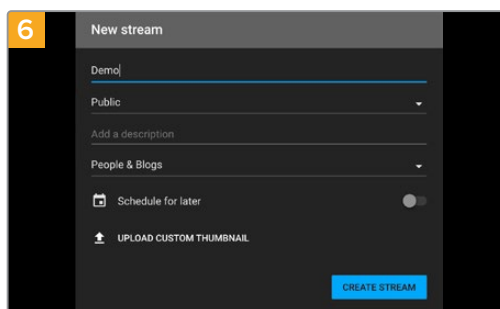 6
New stream
Demo
Public
Add a description
People & Blogs
Schedule for later
UPLOAD CUSTOM THUMBNAIL
CREATE STREAM